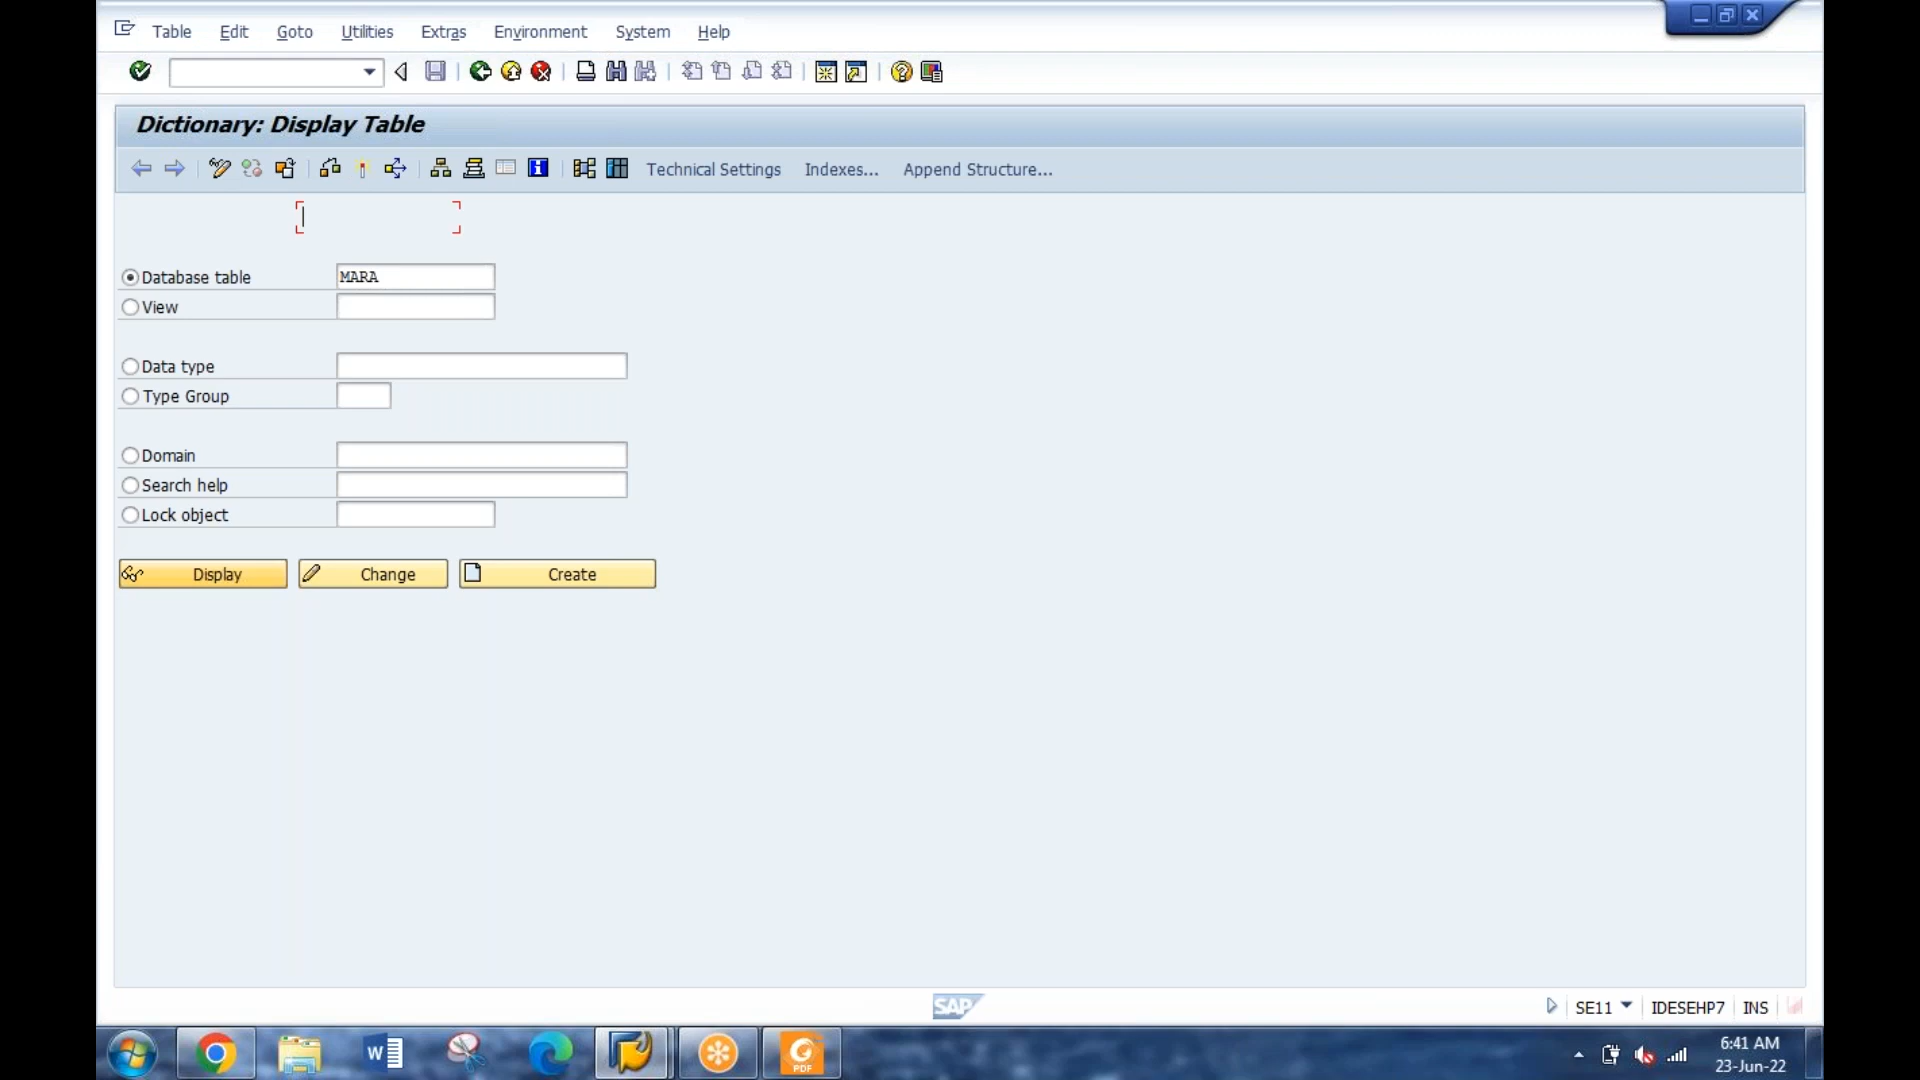 Table Edit Goto Utilities Extras Environment System Help
Dictionary: Display Table
Technical Settings Indexes... Append Structure...
Database table MARA
View
Data type
Type Group
Domain
Search help
Lock object
Display Change Create
SAP SE11 IDESEHP7 INS
6:41 AM
23-Jun-22
W
PDF